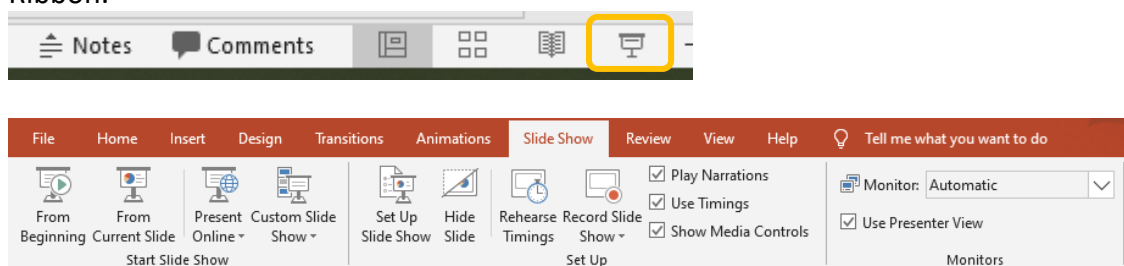 Ribbon.
Notes Comments
File Home Insert Design Transitions Animations Slide Show Review View Help Tell me what you want to do
From Beginning
From Current Slide
Present Online
Custom Slide Show
Set Up Slide Show
Hide Slide
Rehearse Timings
Record Slide Show
Play Narrations
Use Timings
Show Media Controls
Monitor: Automatic
Use Presenter View
Start Slide Show Set Up Monitors